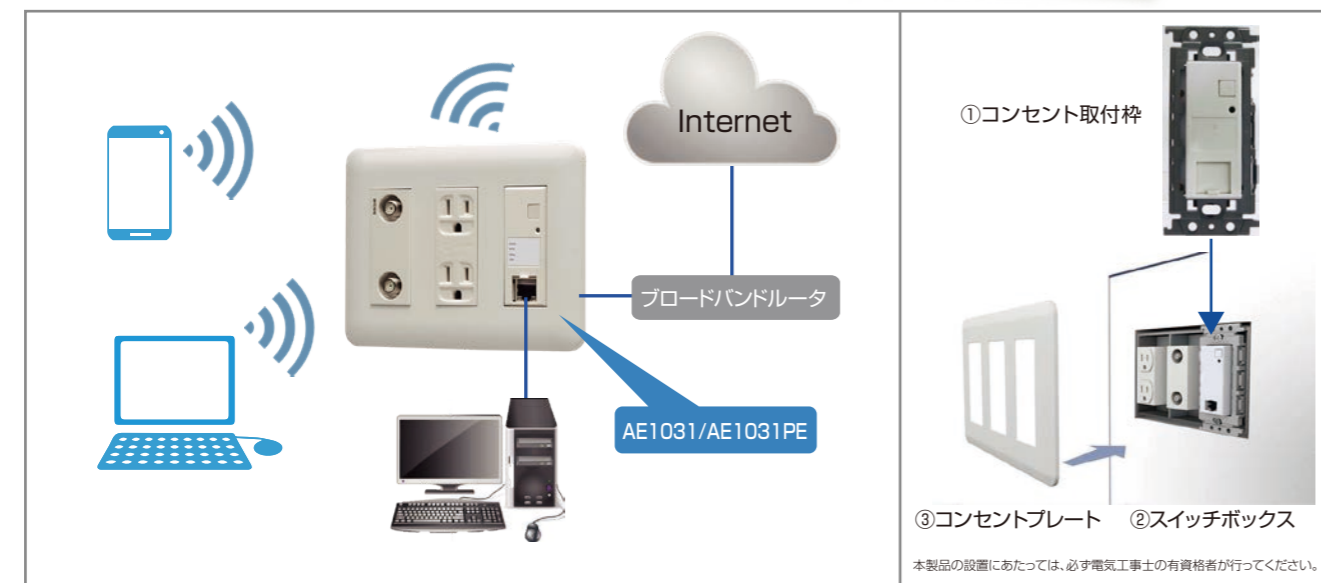 Internet
ブロードバンドルータ
AE1031/AE1031PE
①コンセント取付枠
③コンセントプレート
②スイッチボックス
本製品の設置にあたっては、必ず電気工事士の有資格者が行ってください。